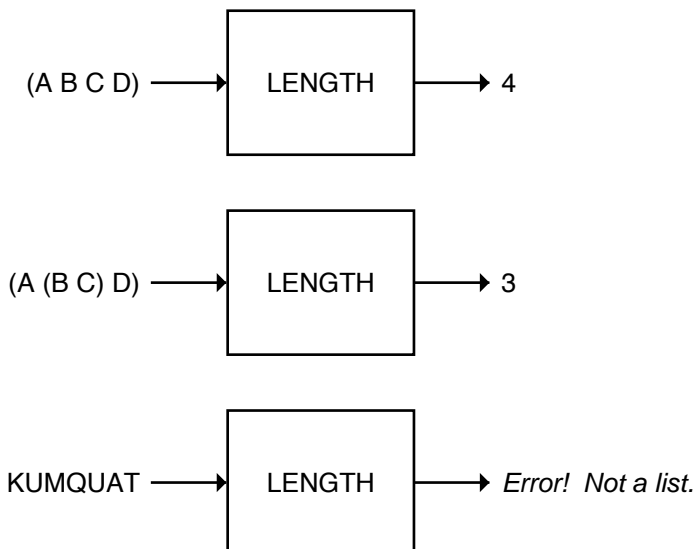 (A B C D) LENGTH 4
(A (B C) D) LENGTH 3
KUMQUAT LENGTH Error! Not a list.